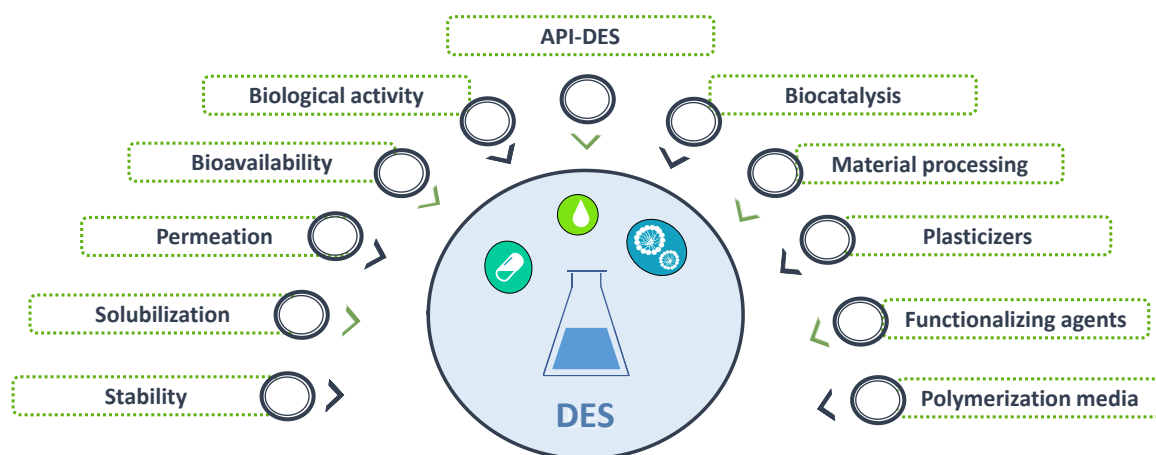 API-DES
Biological activity
Biocatalysis
Bioavailability
Material processing
Permeation
Plasticizers
Solubilization
Functionalizing agents
Stability
Polymerization media
DES